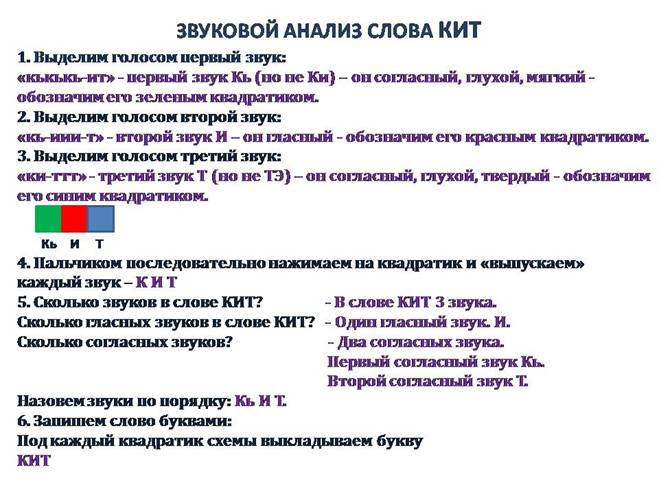 ЗВУКОВОЙ АНАЛИЗ СЛОВА КИТ
1. Выделим голосом первый звук:
«кькькь-ит» - первый звук Кь (но не Ки) – он согласный, глухой, мягкий -
обозначим его зеленым квадратиком.
2. Выделим голосом второй звук:
«кь-иии-т» - второй звук И – он гласный - обозначим его красным квадратиком.
3. Выделим голосом третий звук:
«ки-ттт» - третий звук Т (но не ТЭ) – он согласный, глухой, твердый - обозначим
его синим квадратиком.
Кь И Т
4. Пальчиком последовательно нажимаем на квадратик и «выпускаем»
каждый звук – К И Т
5. Сколько звуков в слове КИТ? - В слове КИТ 3 звука.
Сколько гласных звуков в слове КИТ? - Один гласный звук. И.
Сколько согласных звуков? - Два согласных звука.
Первый согласный звук Кь.
Второй согласный звук Т.
Назовем звуки по порядку: Кь И Т.
6. Запишем слово буквами:
Под каждый квадратик схемы выкладываем букву
КИТ